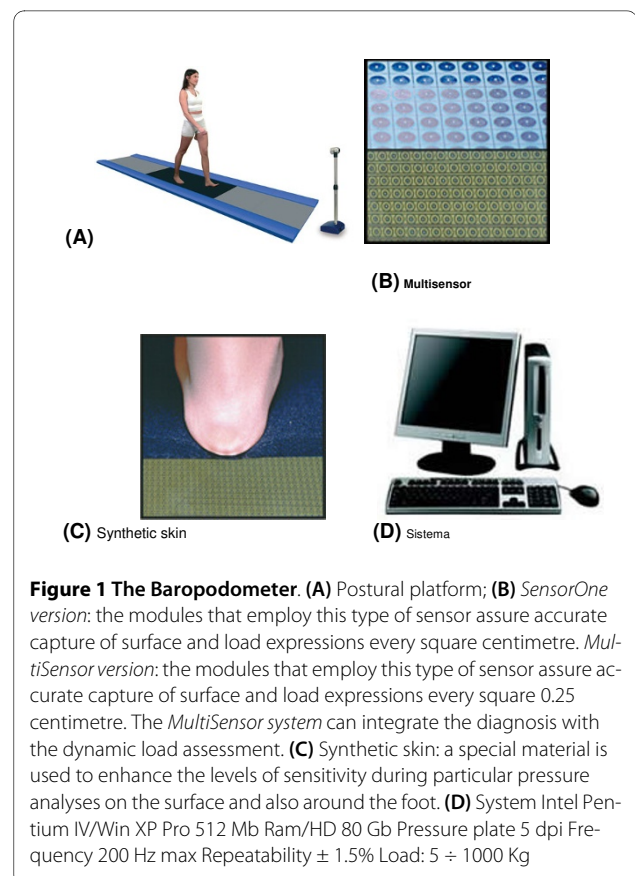 (A)
(B) Multisensor
(C) Synthetic skin
(D) Sistema
Figure 1 The Baropodometer. (A) Postural platform; (B) SensorOne
version: the modules that employ this type of sensor assure accurate
capture of surface and load expressions every square centimetre. Mul-
tiSensor version: the modules that employ this type of sensor assure ac-
curate capture of surface and load expressions every square 0.25
centimetre. The MultiSensor system can integrate the diagnosis with
the dynamic load assessment. (C) Synthetic skin: a special material is
used to enhance the levels of sensitivity during particular pressure
analyses on the surface and also around the foot. (D) System Intel Pen-
tium IV/Win XP Pro 512 Mb Ram/HD 80 Gb Pressure plate 5 dpi Fre-
quency 200 Hz max Repeatability ± 1.5% Load: 5 ÷ 1000 Kg